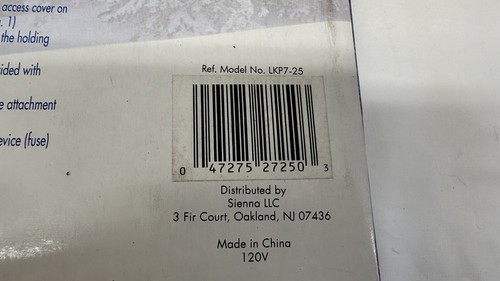 access cover on
. 1)
the holding
ided with
e attachment
evice (fuse)
Ref. Model No. LKP7-25
0 47275 27250 3
Distributed by
Sienna LLC
3 Fir Court, Oakland, NJ 07436
Made in China
120V